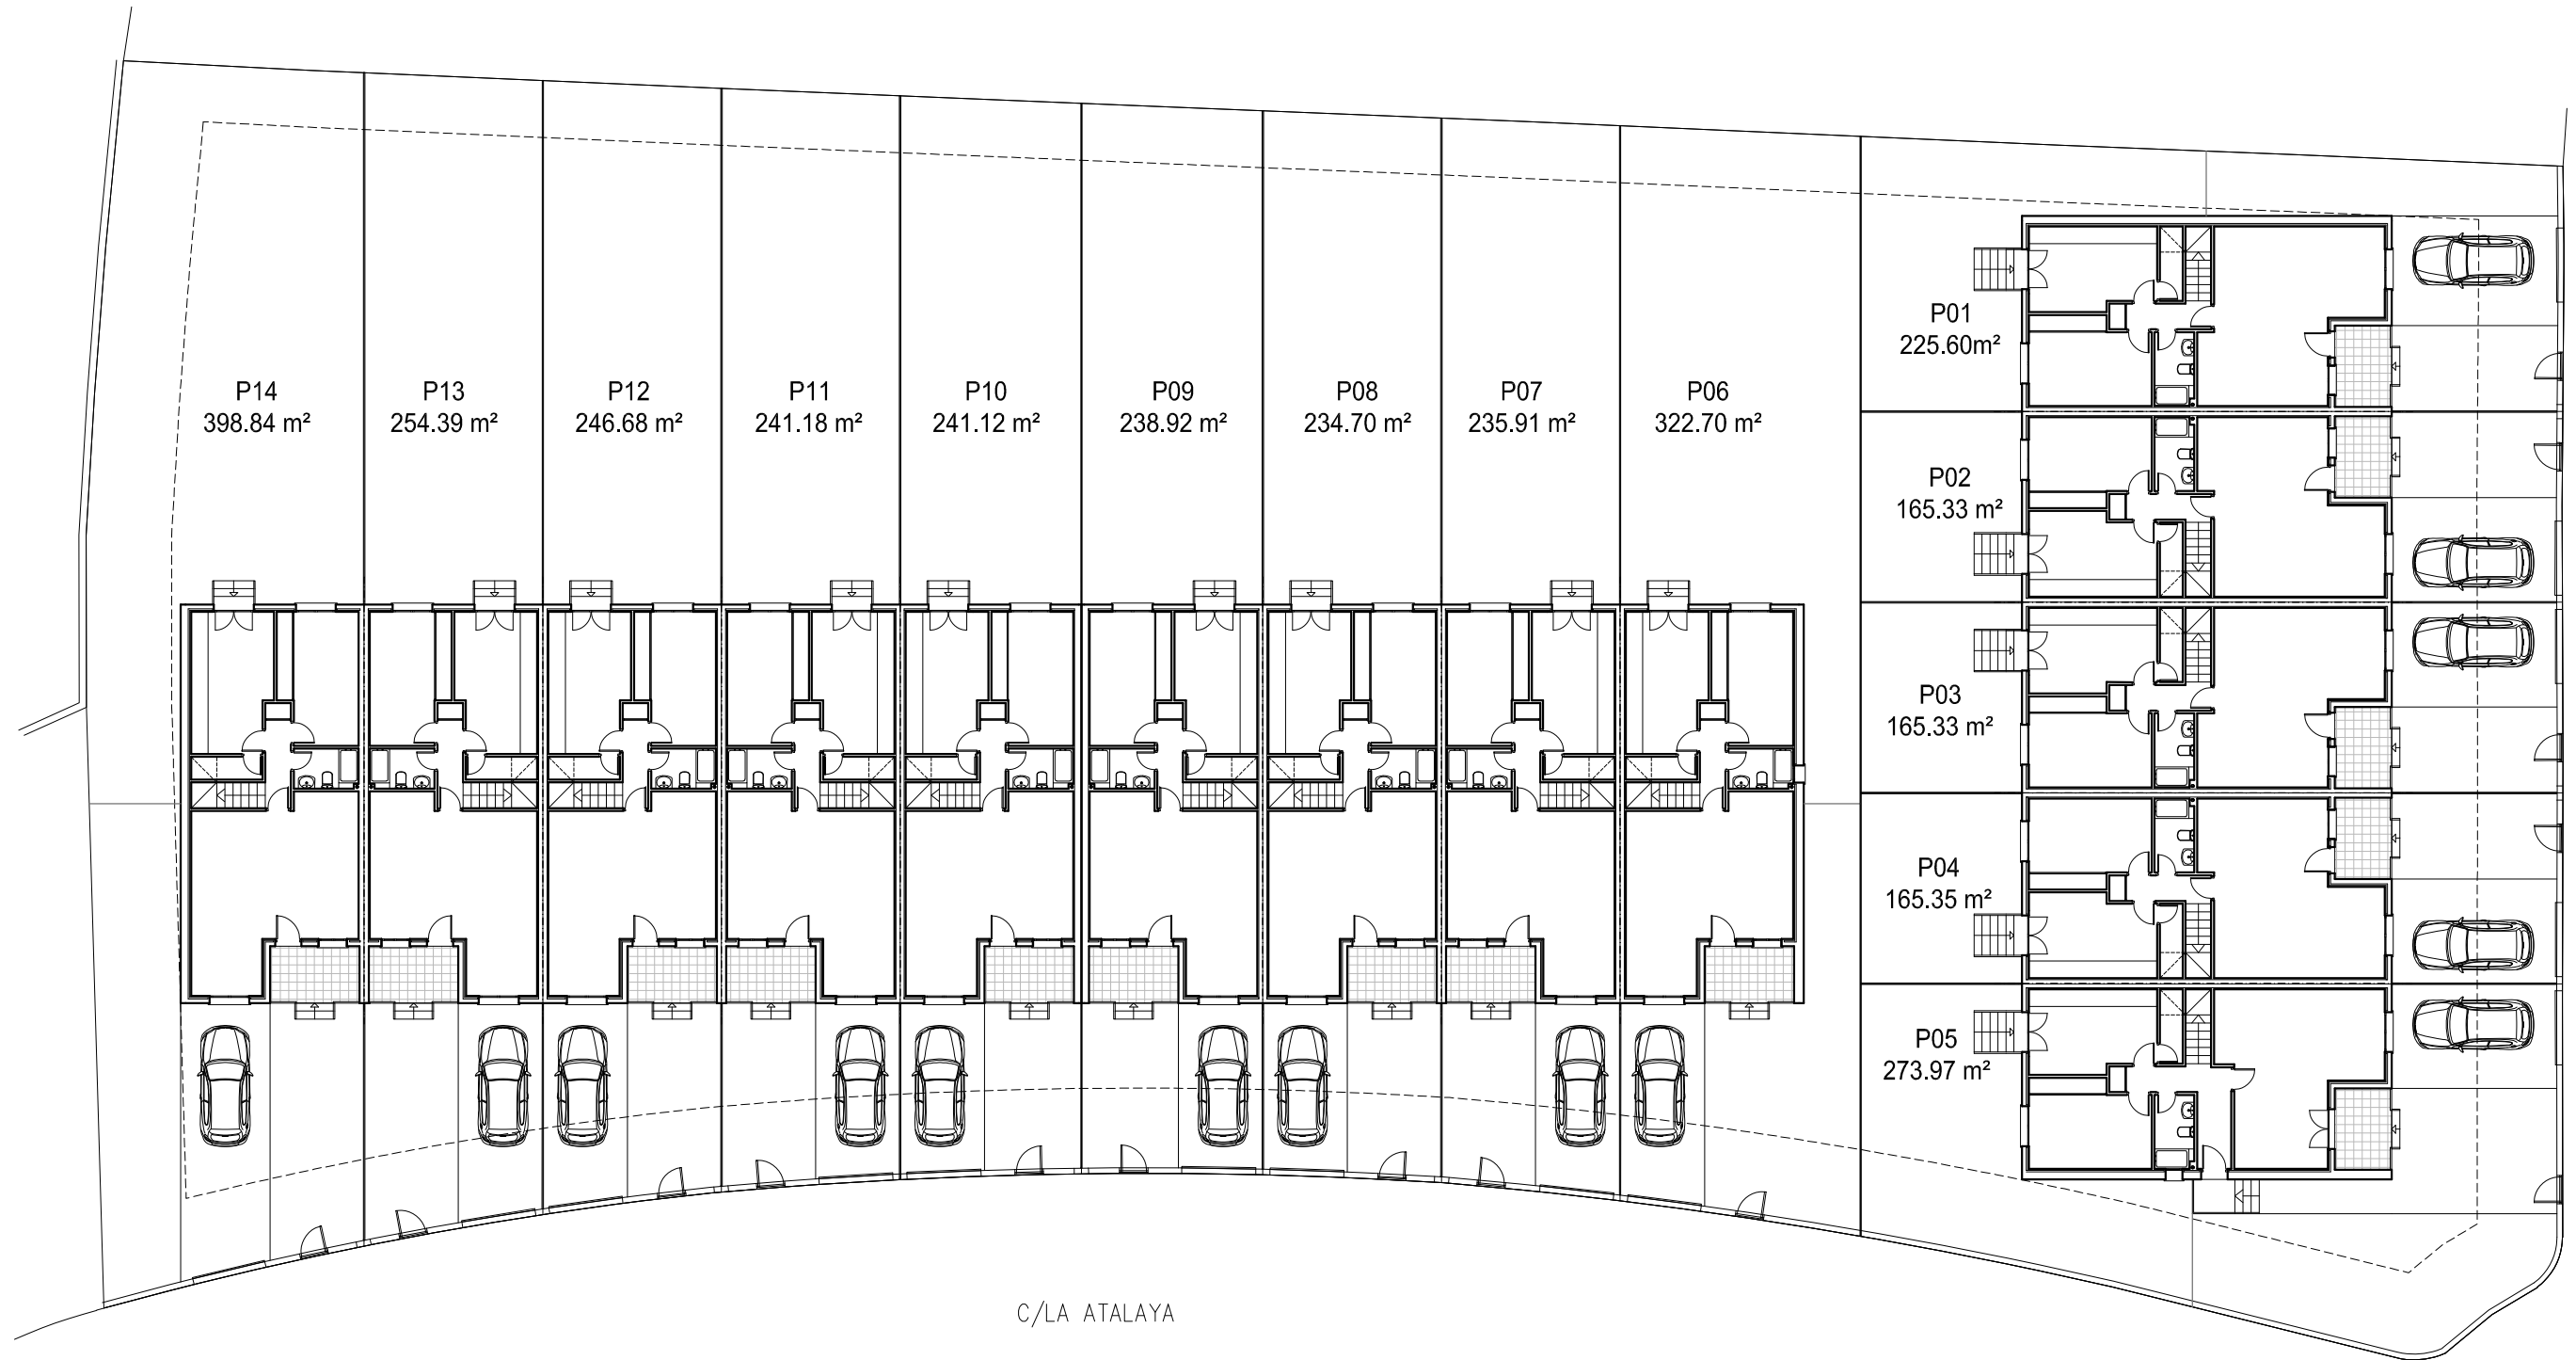 P14
398.84 m²
P13
254.39 m²
P12
246.68 m²
P11
241.18 m²
P10
241.12 m²
P09
238.92 m²
P08
234.70 m²
P07
235.91 m²
P06
322.70 m²
P01
225.60m²
P02
165.33 m²
P03
165.33 m²
P04
165.35 m²
P05
273.97 m²
C/LA ATALAYA